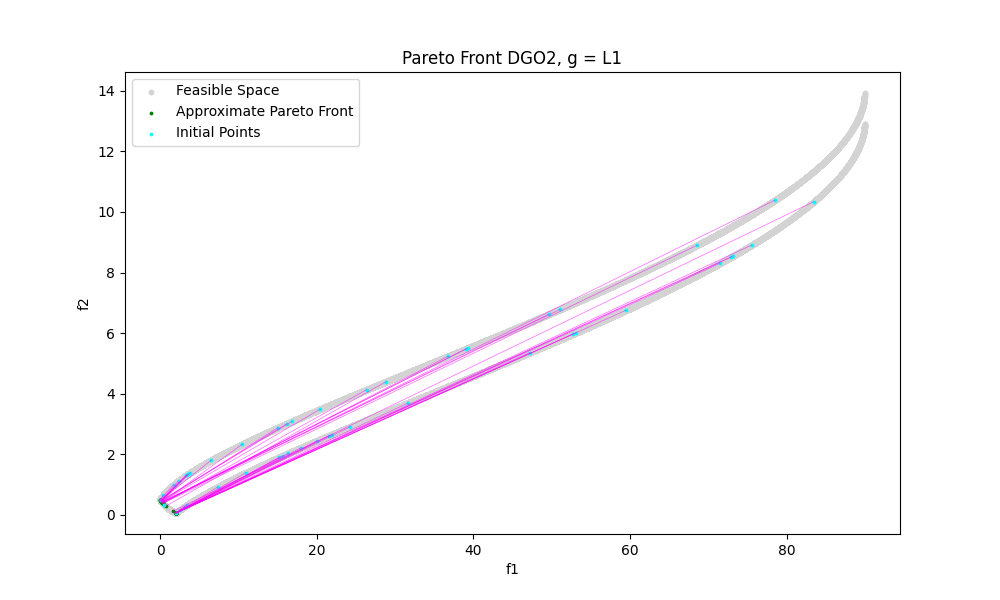 Pareto Front DGO2, g = L1
Feasible Space
Approximate Pareto Front
Initial Points
14
12
10
8
6
4
2
0
f2
0 20 40 60 80
f1